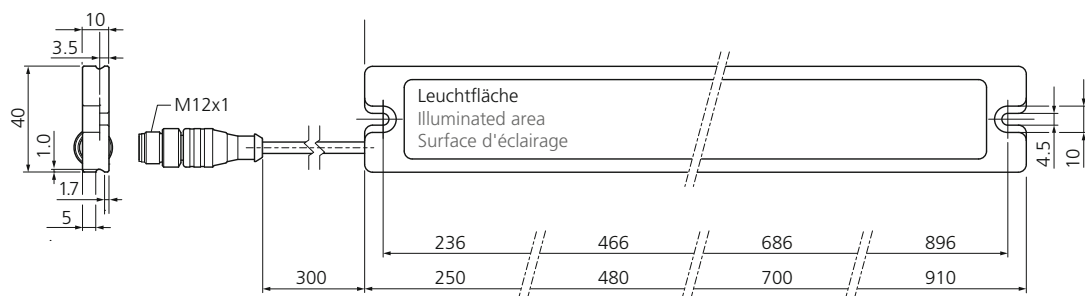 10
3.5
40
1.0
1.7
5
M12x1
Leuchtfläche
Illuminated area
Surface d'éclairage
4.5
10
236 466 686 896
300 250 480 700 910